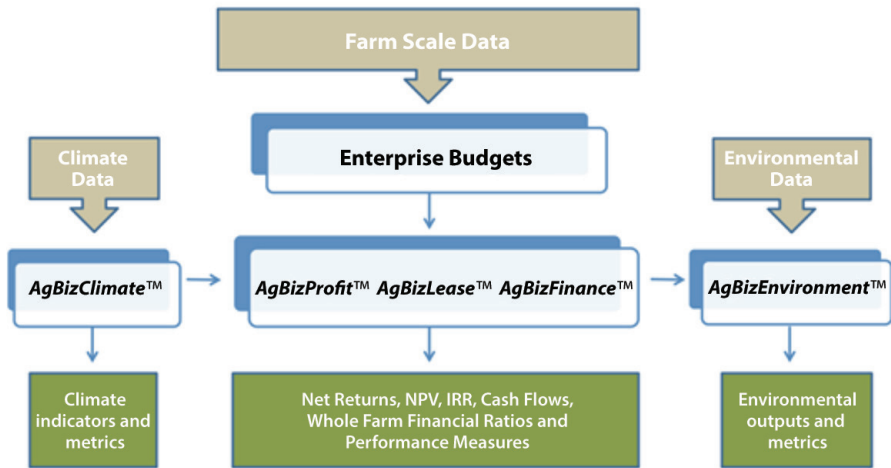 Farm Scale Data
Climate
Data
Enterprise Budgets
Environmental
Data
AgBizClimate™
AgBizProfit™ AgBizLease™ AgBizFinance™
AgBizEnvironment™
Climate
indicators and
metrics
Net Returns, NPV, IRR, Cash Flows,
Whole Farm Financial Ratios and
Performance Measures
Environmental
outputs and
metrics